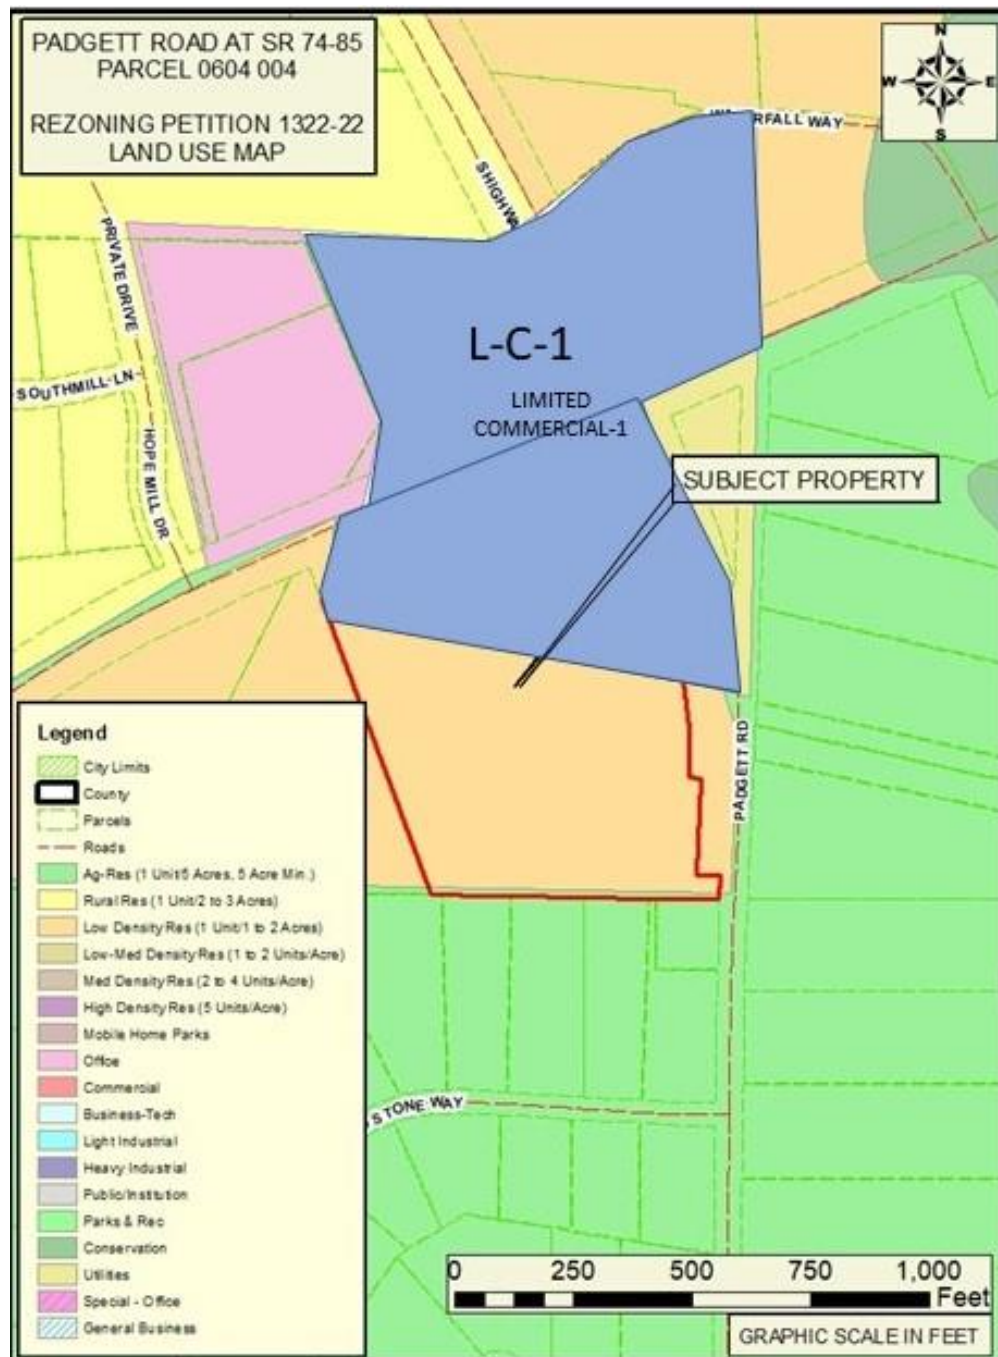 PADGETT ROAD AT SR 74-85
PARCEL 0604 004
REZONING PETITION 1322-22
LAND USE MAP
N
W
E
S
RFALL WAY
SHIGHWA
PRIVATE DRIVE
SOUTHMILL LN
HOPE MILL DR
L-C-1
LIMITED
COMMERCIAL-1
SUBJECT PROPERTY
PADGETT RD
STONE WAY
Legend
City Limits
County
Parcels
Roads
Ag-Res (1 Unit/5 Acres, 5 Acre Min.)
Rural Res (1 Unit/2 to 3 Acres)
Low Density Res (1 Unit/1 to 2 Acres)
Low-Med Density Res (1 to 2 Units/Acre)
Med Density Res (2 to 4 Units/Acre)
High Density Res (5 Units/Acre)
Mobile Home Parks
Office
Commercial
Business-Tech
Light Industrial
Heavy Industrial
Public/Institution
Parks & Rec
Conservation
Utilities
Special - Office
General Business
0 250 500 750 1,000
Feet
GRAPHIC SCALE IN FEET